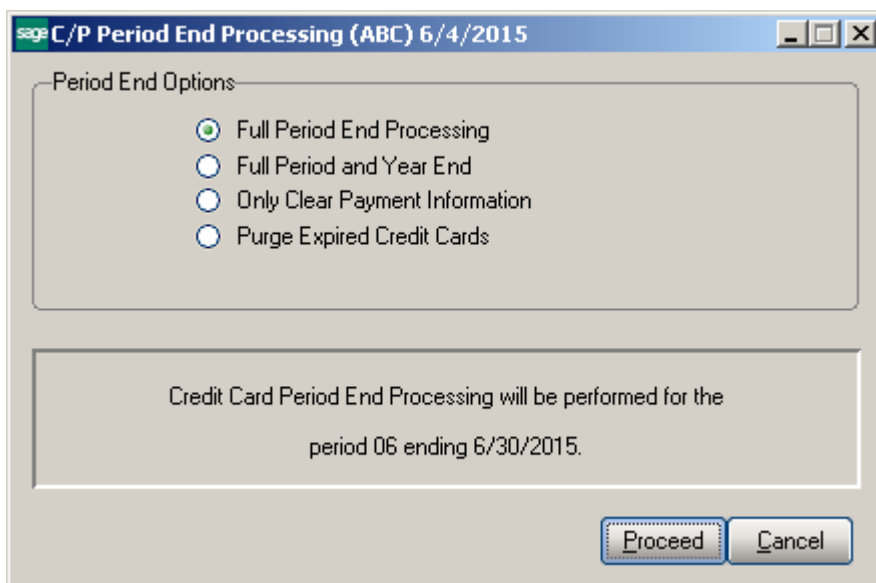 sage C/P Period End Processing (ABC) 6/4/2015
Period End Options
Full Period End Processing
Full Period and Year End
Only Clear Payment Information
Purge Expired Credit Cards
Credit Card Period End Processing will be performed for the
period 06 ending 6/30/2015.
Proceed Cancel